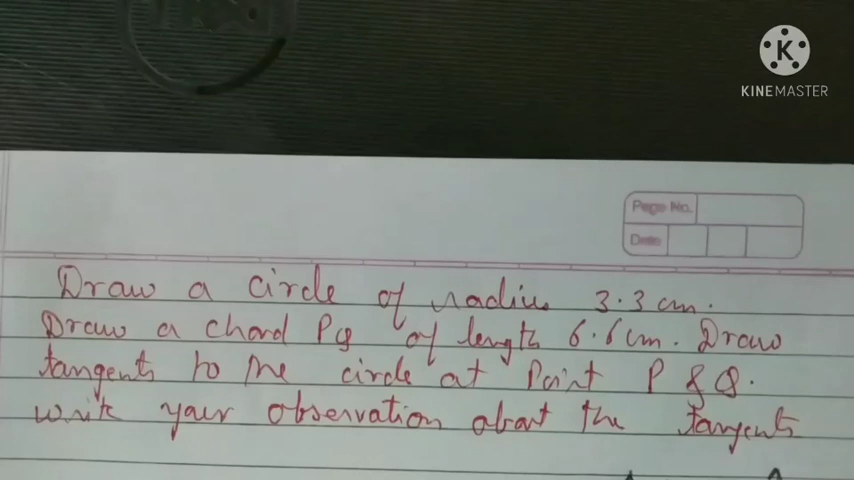 KINEMASTER
Page No.
Date
Draw a circle of radius 3.3 cm.
Draw a chord PQ of length 6.6 cm. Draw
tangents to the circle at Point P & Q.
write your observation about the tangents